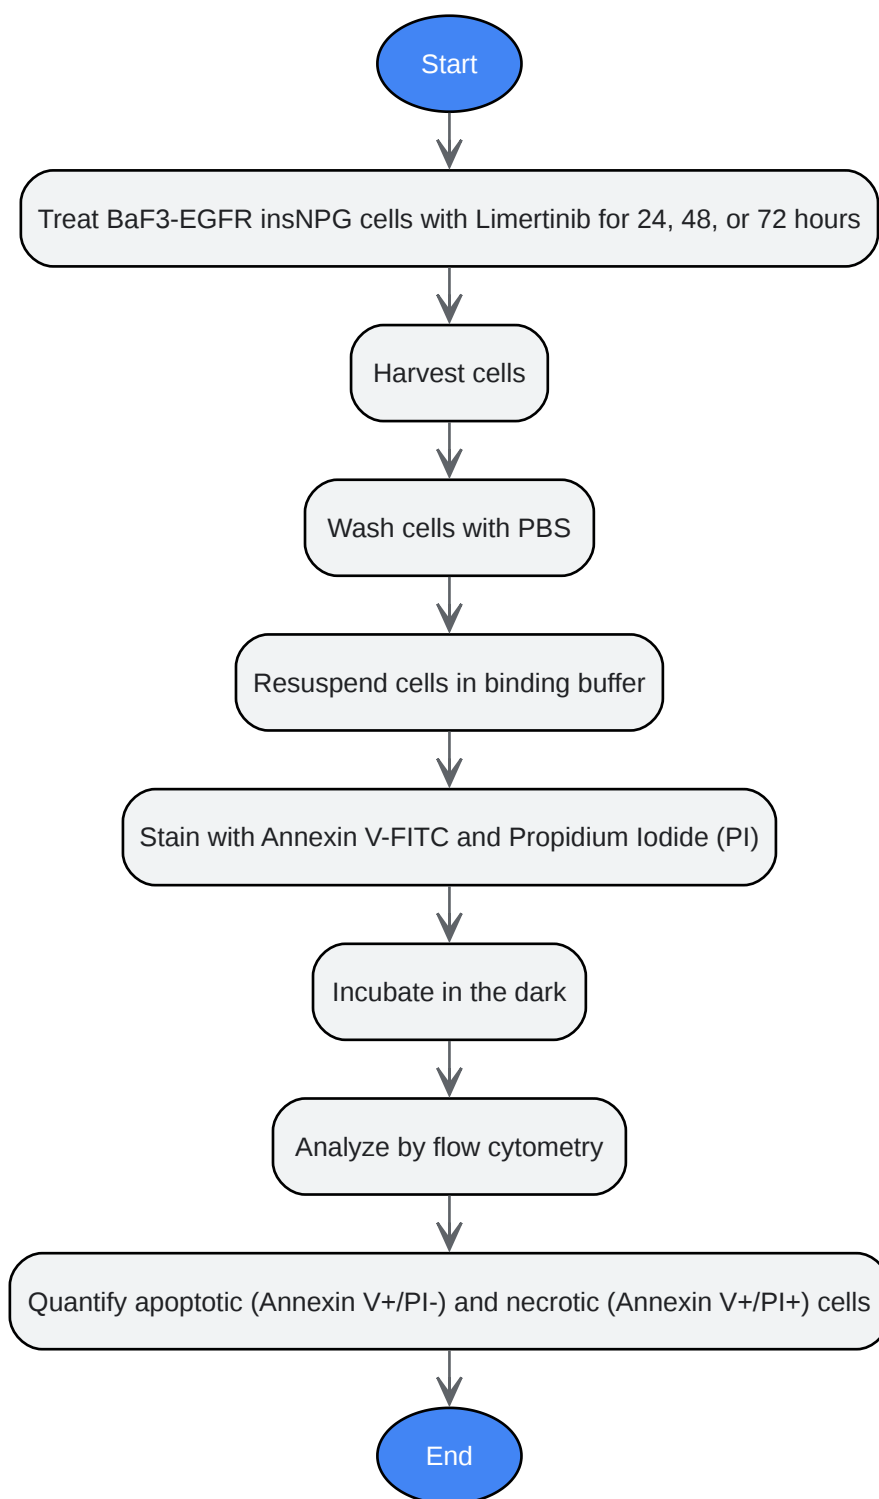 Start
Treat BaF3-EGFR insNPG cells with Limertinib for 24, 48, or 72 hours
Harvest cells
Wash cells with PBS
Resuspend cells in binding buffer
Stain with Annexin V-FITC and Propidium Iodide (PI)
Incubate in the dark
Analyze by flow cytometry
Quantify apoptotic (Annexin V+/PI-) and necrotic (Annexin V+/PI+) cells
End